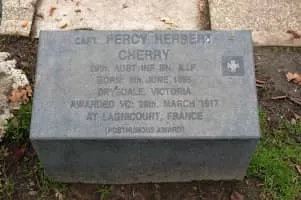 CAPT. PERCY HERBERT
CHERRY
26TH. AUST INF. BN. A.I.F.
BORN: 4TH. JUNE 1895
DRYSDALE, VICTORIA
AWARDED VC: 26th. MARCH 1917
AT LAGNICOURT, FRANCE
(POSTHUMOUS AWARD)